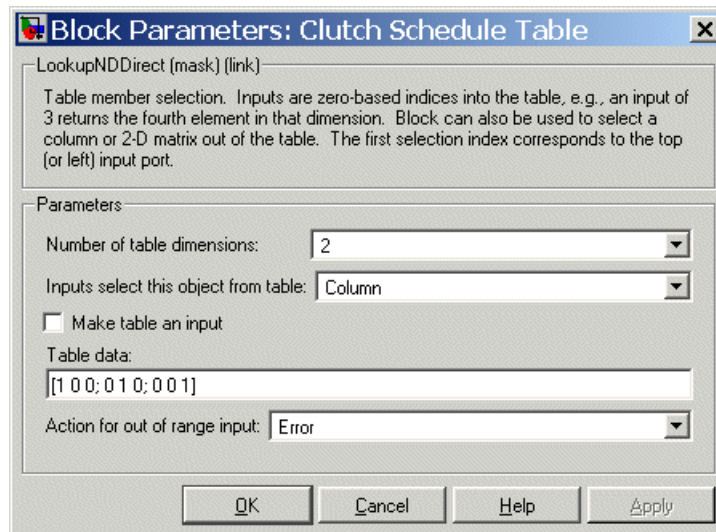 Block Parameters: Clutch Schedule Table
LookupNDDirect (mask) (link)
Table member selection. Inputs are zero-based indices into the table, e.g., an input of
3 returns the fourth element in that dimension. Block can also be used to select a
column or 2-D matrix out of the table. The first selection index corresponds to the top
(or left) input port.
Parameters
Number of table dimensions: 2
Inputs select this object from table: Column
Make table an input
Table data:
[1 0 0; 0 1 0; 0 0 1]
Action for out of range input: Error
OK Cancel Help Apply